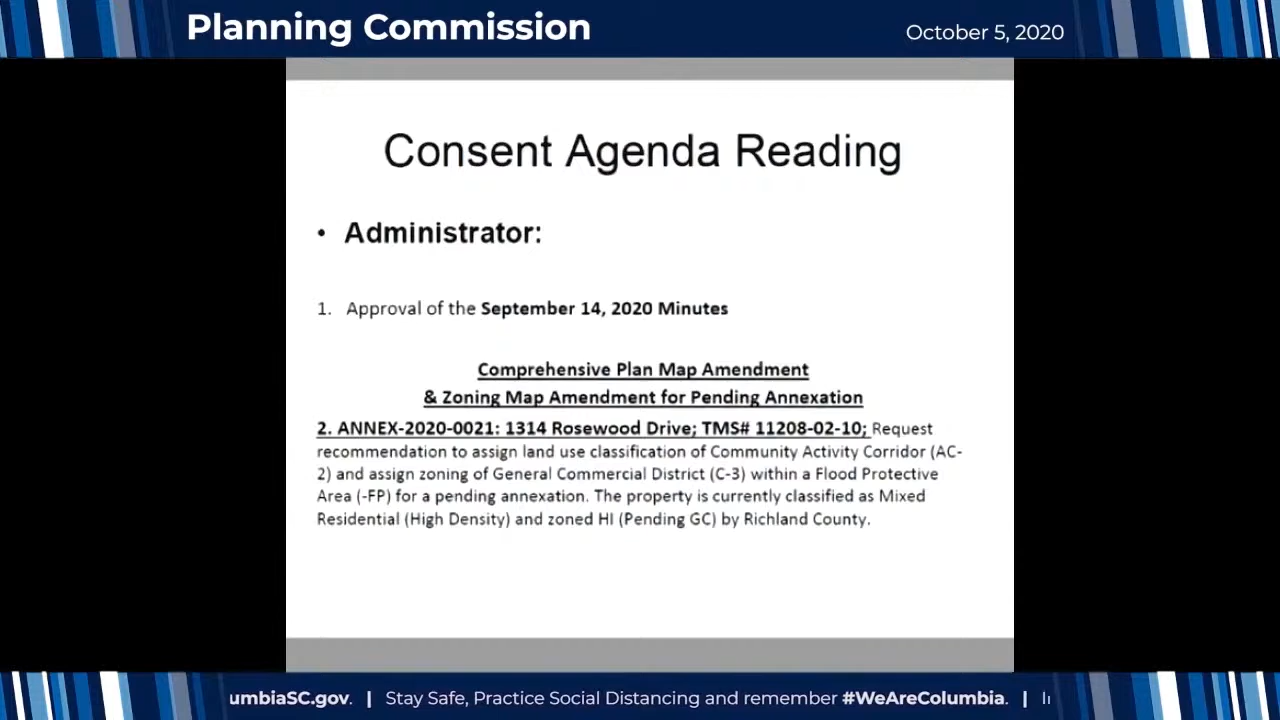 Planning Commission
October 5, 2020
Consent Agenda Reading
• Administrator:
1. Approval of the September 14, 2020 Minutes
Comprehensive Plan Map Amendment
& Zoning Map Amendment for Pending Annexation
2. ANNEX-2020-0021: 1314 Rosewood Drive; TMS# 11208-02-10; Request
recommendation to assign land use classification of Community Activity Corridor (AC-
2) and assign zoning of General Commercial District (C-3) within a Flood Protective
Area (-FP) for a pending annexation. The property is currently classified as Mixed
Residential (High Density) and zoned HI (Pending GC) by Richland County.
umbiaSC.gov. | Stay Safe, Practice Social Distancing and remember #WeAreColumbia. |